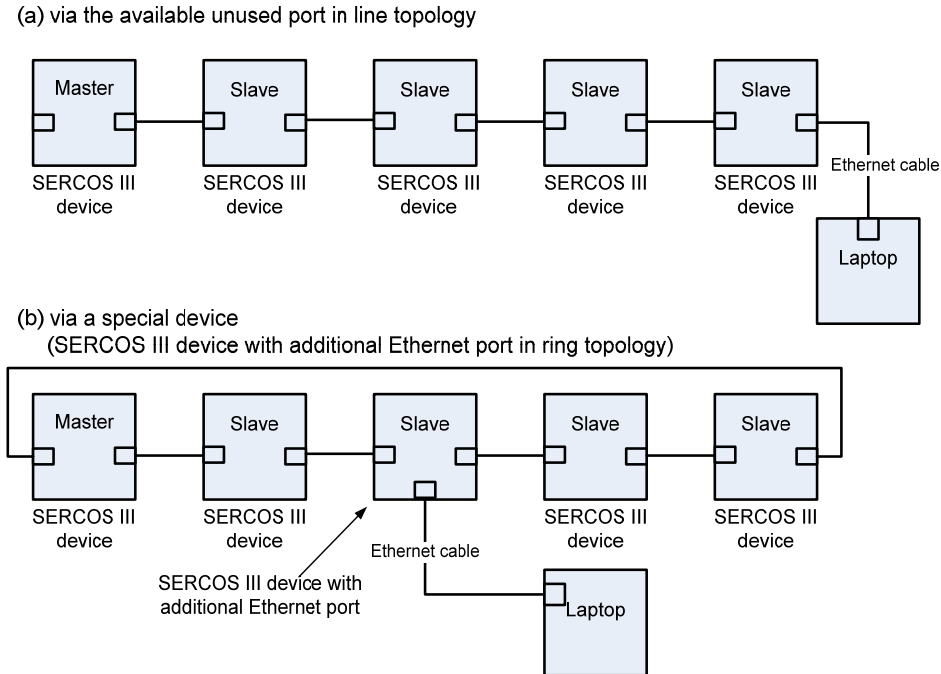 (a) via the available unused port in line topology
Master
Slave
Slave
Slave
Slave
SERCOS III
device
SERCOS III
device
SERCOS III
device
SERCOS III
device
SERCOS III
device
Ethernet cable
Laptop
(b) via a special device
(SERCOS III device with additional Ethernet port in ring topology)
Master
Slave
Slave
Slave
Slave
SERCOS III
device
SERCOS III
device
SERCOS III
device
SERCOS III
device
Ethernet cable
SERCOS III device with
additional Ethernet port
Laptop